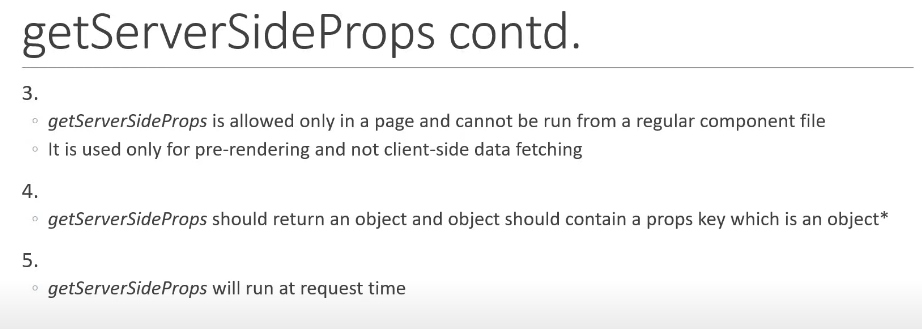 getServerSideProps contd.
3.
◦ getServerSideProps is allowed only in a page and cannot be run from a regular component file
◦ It is used only for pre-rendering and not client-side data fetching
4.
◦ getServerSideProps should return an object and object should contain a props key which is an object*
5.
◦ getServerSideProps will run at request time